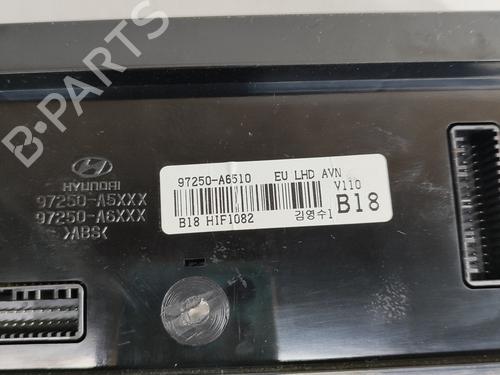 B-PARTS
HYUNDAI
97250-A5XXX
97250-A6XXX
>ABS<
97250-A6510 EU LHD AVN
V110
B18 H1F1082 김영수1 B18